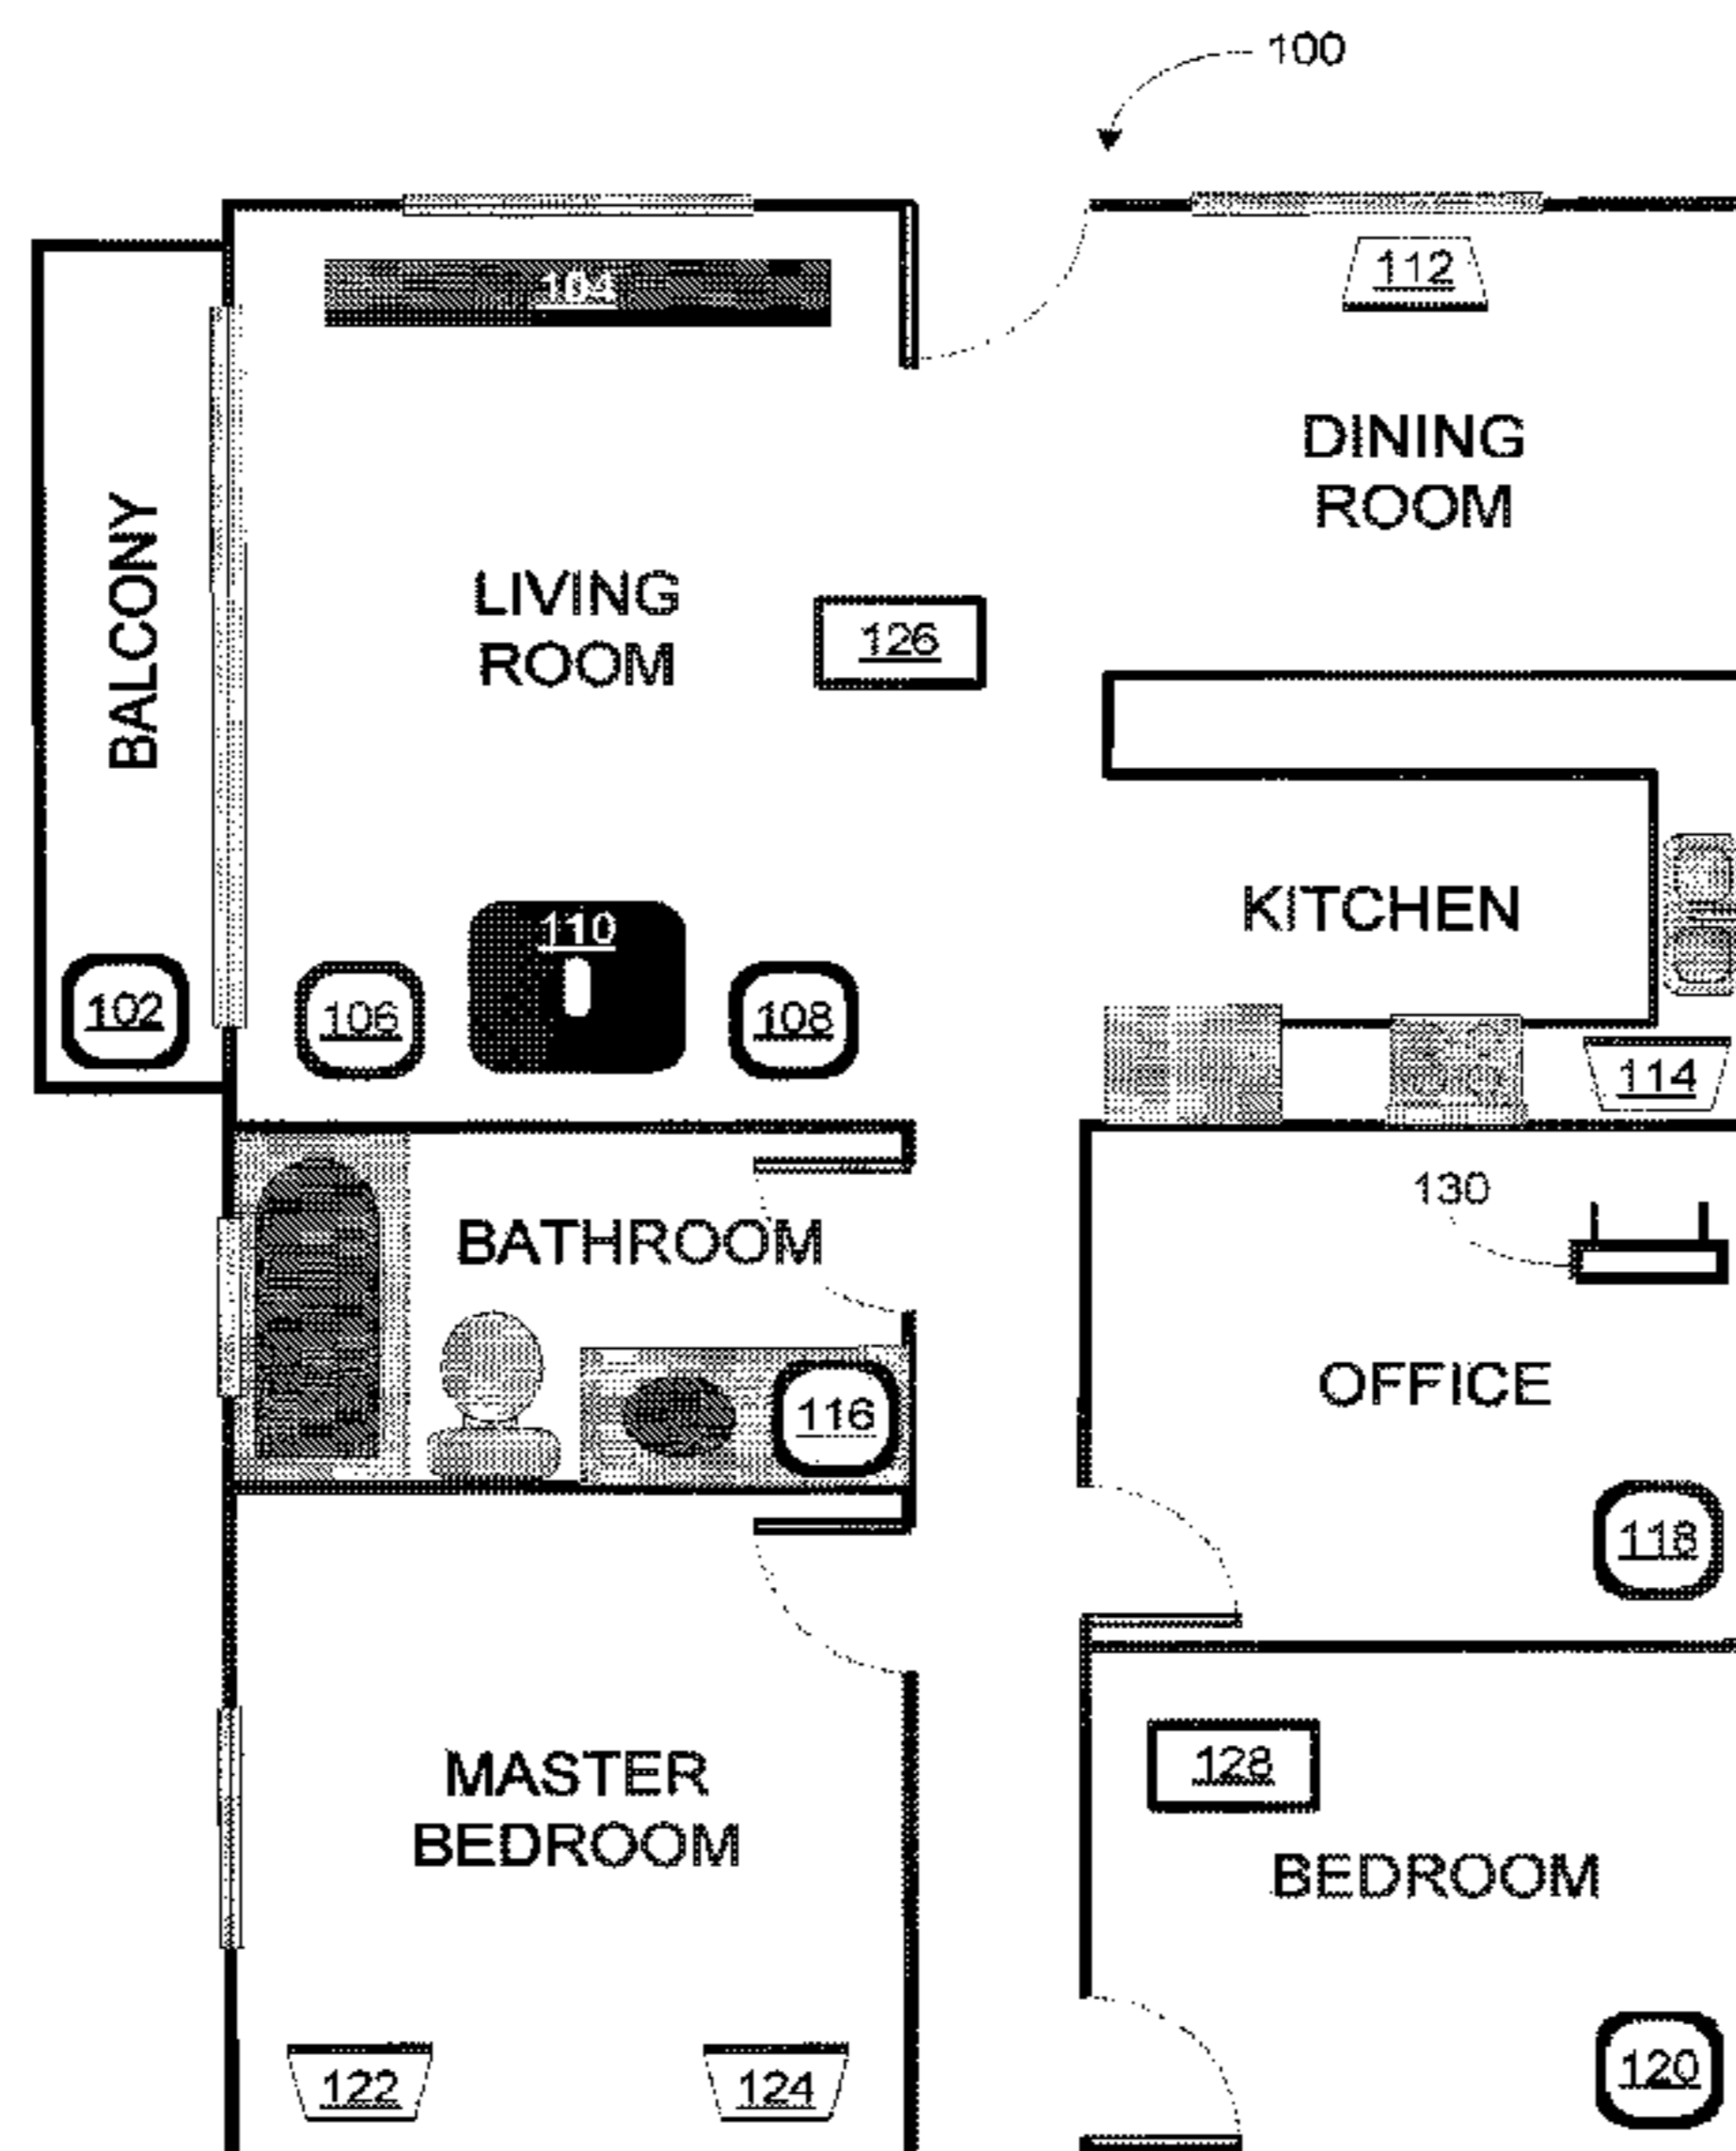 100
104
112
DINING
ROOM
BALCONY
LIVING
ROOM
126
KITCHEN
110
102
106
108
114
130
BATHROOM
OFFICE
116
118
128
MASTER
BEDROOM
BEDROOM
120
122
124